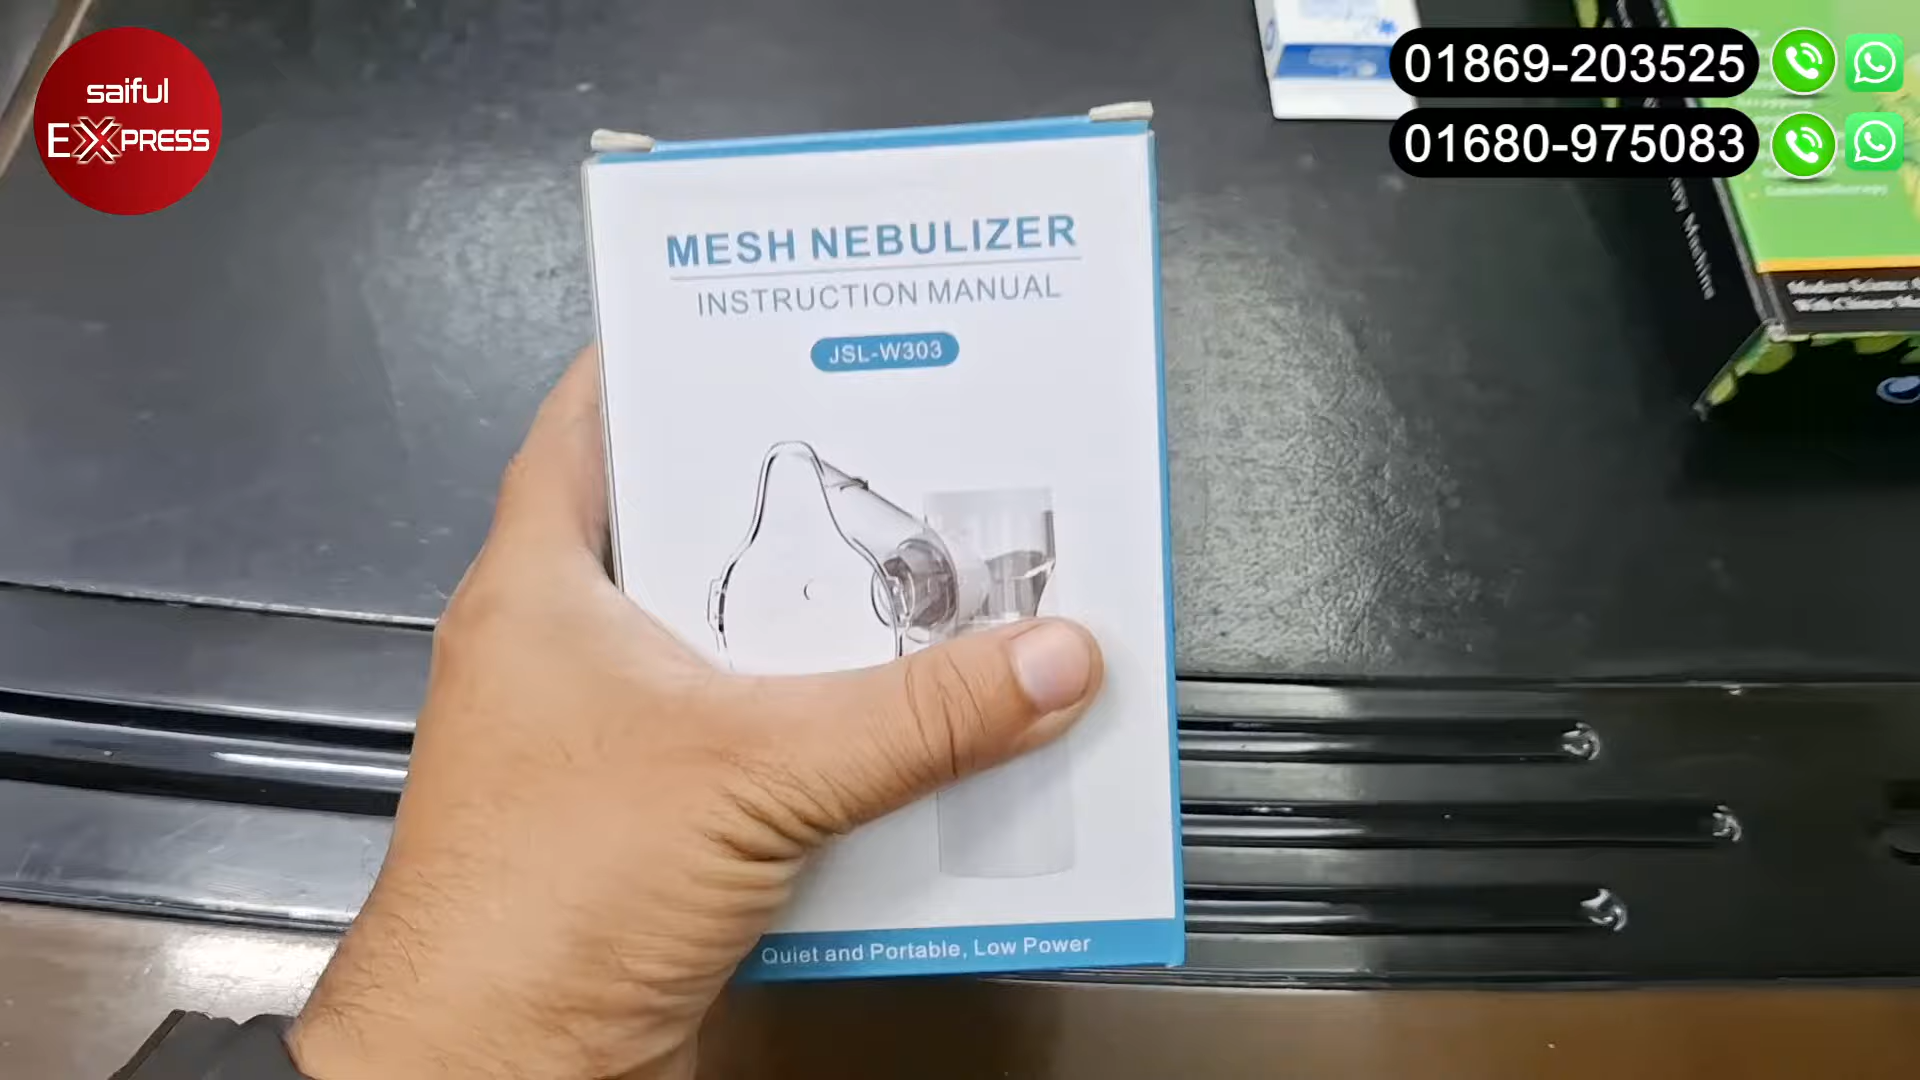 saiful
EXPRESS
01869-203525
01680-975083
MESH NEBULIZER
INSTRUCTION MANUAL
JSL-W303
Quiet and Portable, Low Power